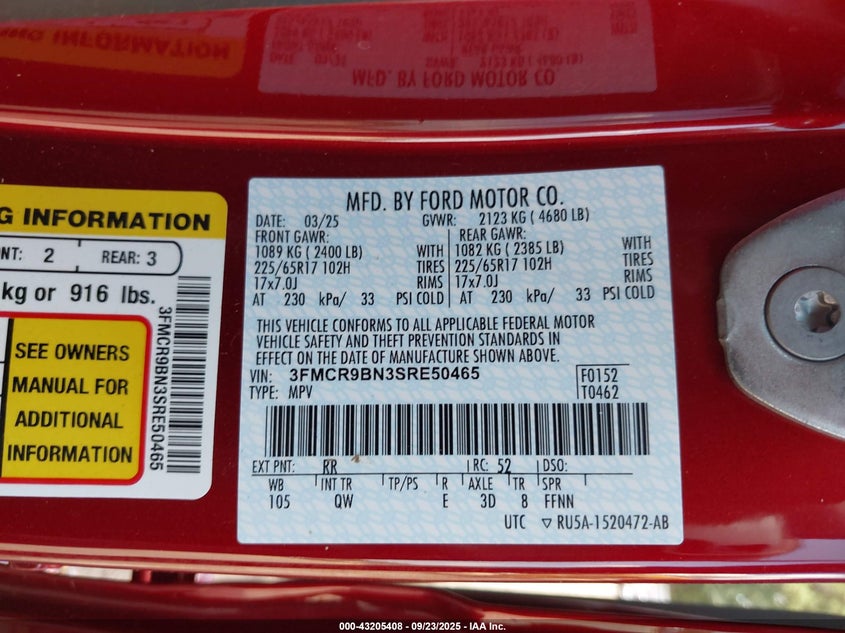 MFD. BY FORD MOTOR CO.
G INFORMATION
NT: 2 REAR: 3
kg or 916 lbs.
SEE OWNERS
MANUAL FOR
ADDITIONAL
INFORMATION
3FMCR9BN3SRE50465
MFD. BY FORD MOTOR CO.
DATE: 03/25 GVWR: 2123 KG ( 4680 LB)
FRONT GAWR: REAR GAWR:
1089 KG ( 2400 LB) WITH 1082 KG ( 2385 LB) WITH
225/65R17 102H TIRES 225/65R17 102H TIRES
17x7.0J RIMS 17x7.0J RIMS
AT 230 kPa/ 33 PSI COLD AT 230 kPa/ 33 PSI COLD
THIS VEHICLE CONFORMS TO ALL APPLICABLE FEDERAL MOTOR
VEHICLE SAFETY AND THEFT PREVENTION STANDARDS IN
EFFECT ON THE DATE OF MANUFACTURE SHOWN ABOVE.
VIN: 3FMCR9BN3SRE50465 F0152
TYPE: MPV T0462
EXT PNT: RR RC: 52 DSO:
WB INT TR TP/PS R AXLE TR SPR
105 QW E 3D 8 FFNN
UTC ▽ RU5A-1520472-AB
000-43205408 - 09/23/2025 - IAA Inc.